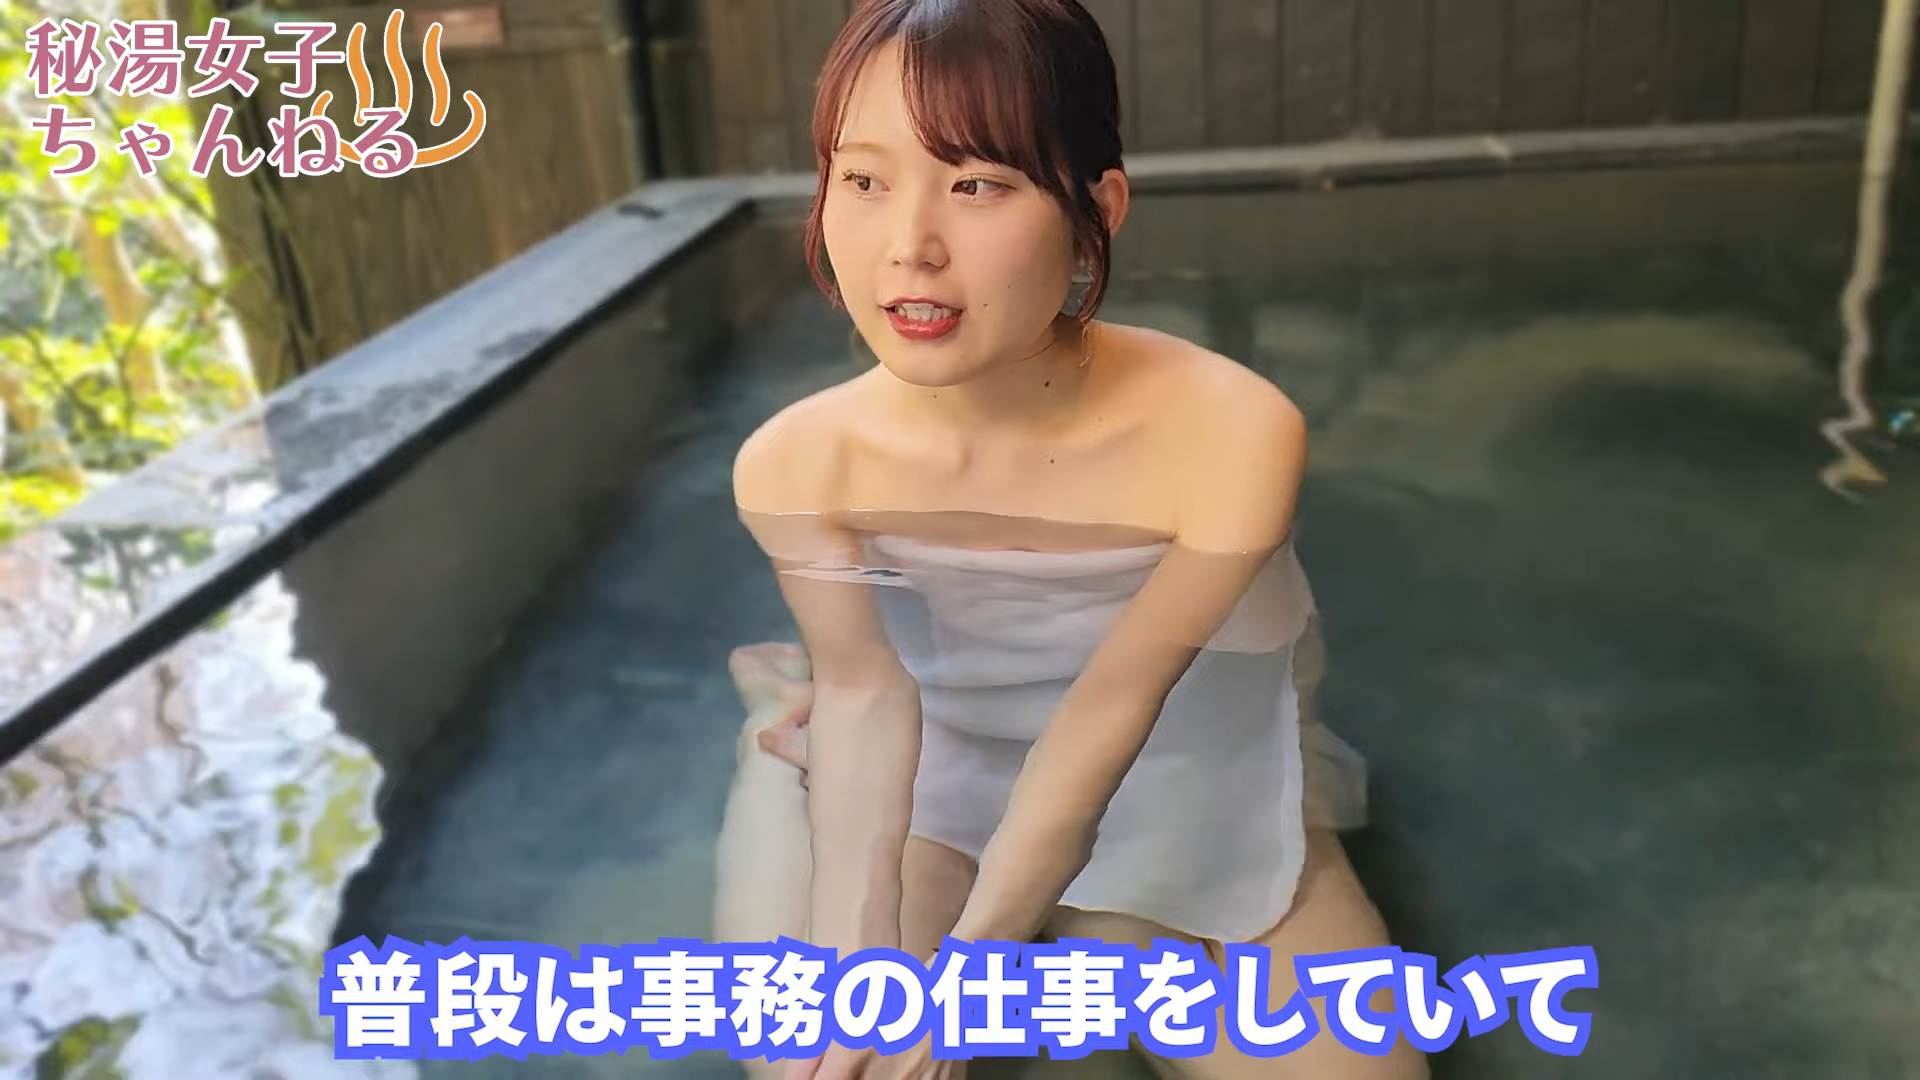 秘湯女子
ちゃんねる
普段は事務の仕事をしていて